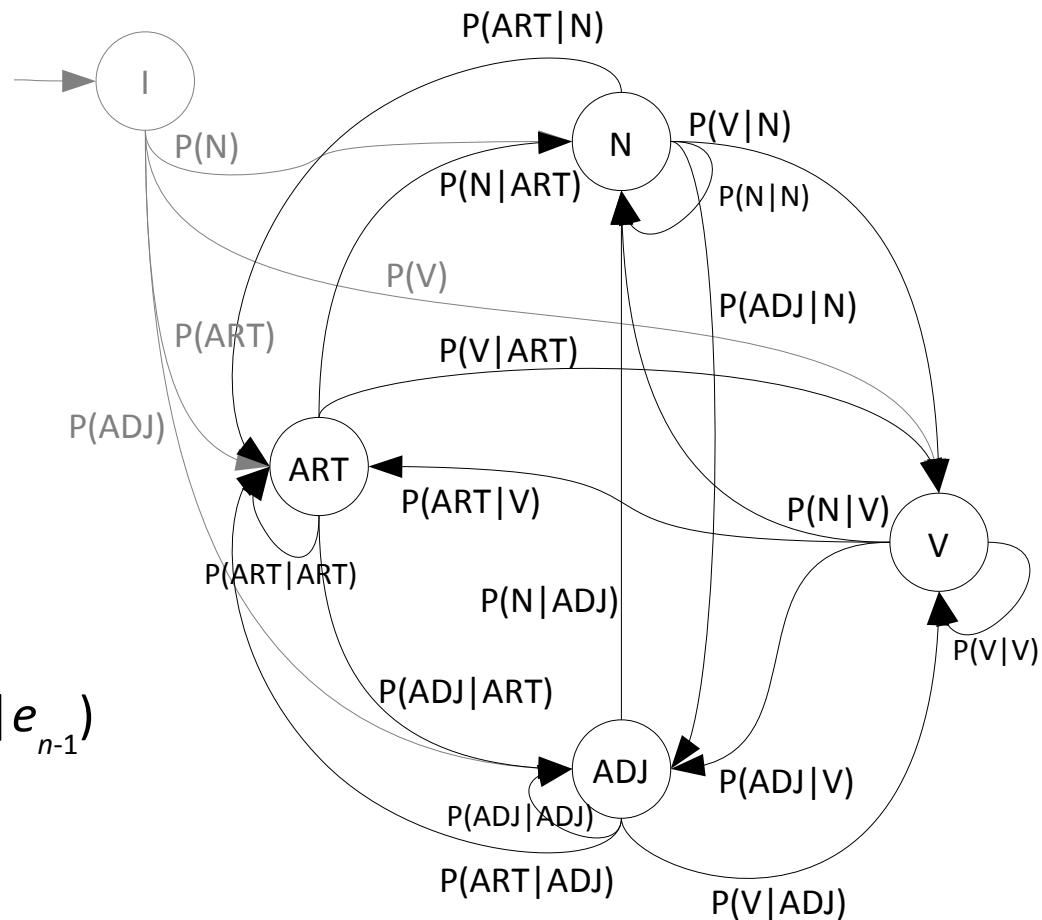 P(ART|N)
I
P(N)
N
P(V|N)
P(N|ART)
P(N|N)
P(V)
P(ADJ|N)
P(ART)
P(V|ART)
P(ADJ)
ART
P(ART|V)
P(N|V)
V
P(ART|ART)
P(N|ADJ)
P(V|V)
P(ADJ|ART)
|e n-1)
ADJ
P(ADJ|V)
P(ADJ|ADJ)
P(ART|ADJ)
P(V|ADJ)